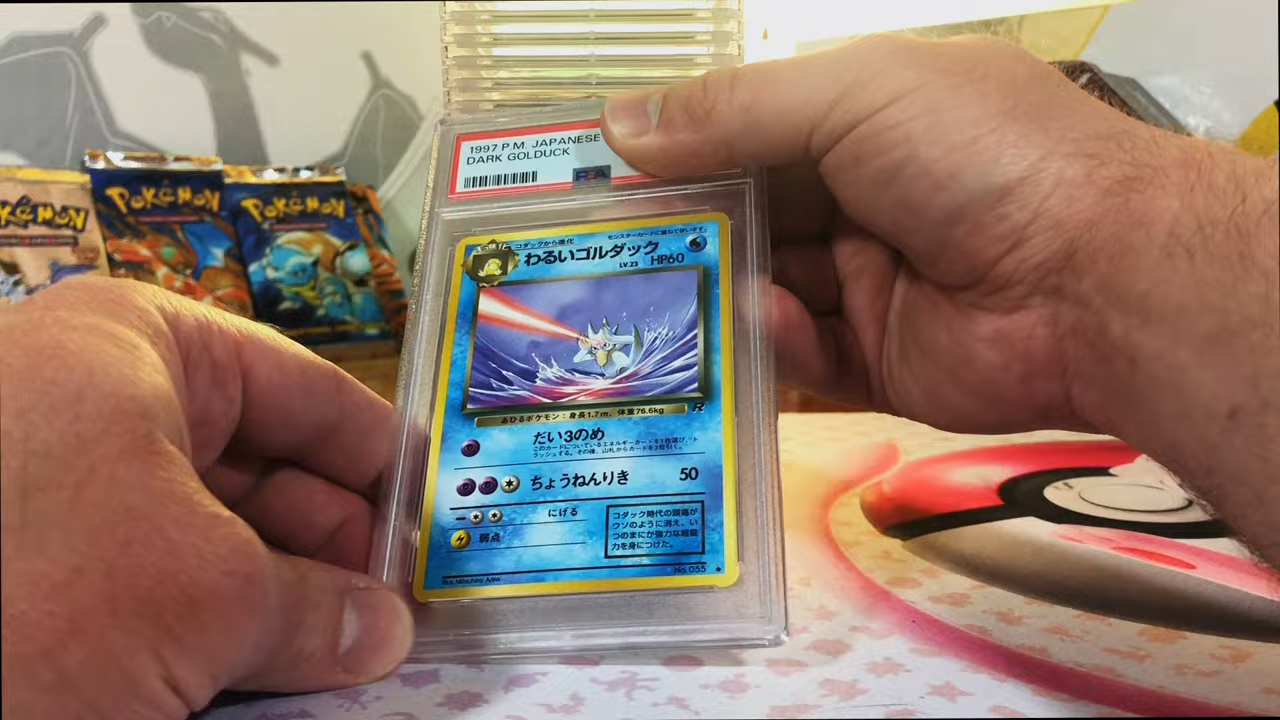 1997 P.M. JAPANESE
DARK GOLDUCK
PSA
POKéMON
POKéMON
POKéMON
進化
コダックから進化
モンスターカードに重ねて使います。
わるいゴルダック
LV.23
HP60
あひるポケモン:身長1.7m、体重76.6kg
R
だい3のめ
このカードについているエネルギーカードを1枚選び、ト
ラッシュする。その後、山札からカードを3枚引く。
ちょうねんりき
50
にげる
弱点
コダック時代の頭痛が
ウソのように消え、い
つのまにか強力な超能
力を身につけた。
Illus. Mitsuhiro Arita
No.055